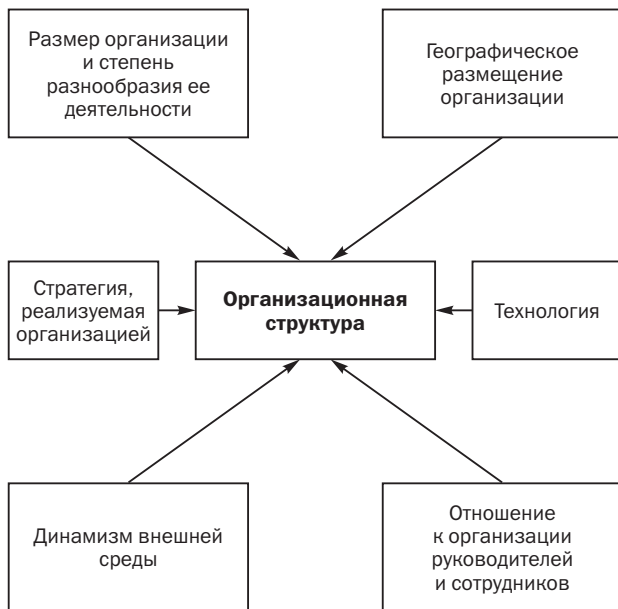 Размер организации
и степень
разнообразия ее
деятельности
Географическое
размещение
организации
Стратегия,
реализуемая
организацией
Организационная
структура
Технология
Динамизм внешней
среды
Отношение
к организации
руководителей
и сотрудников